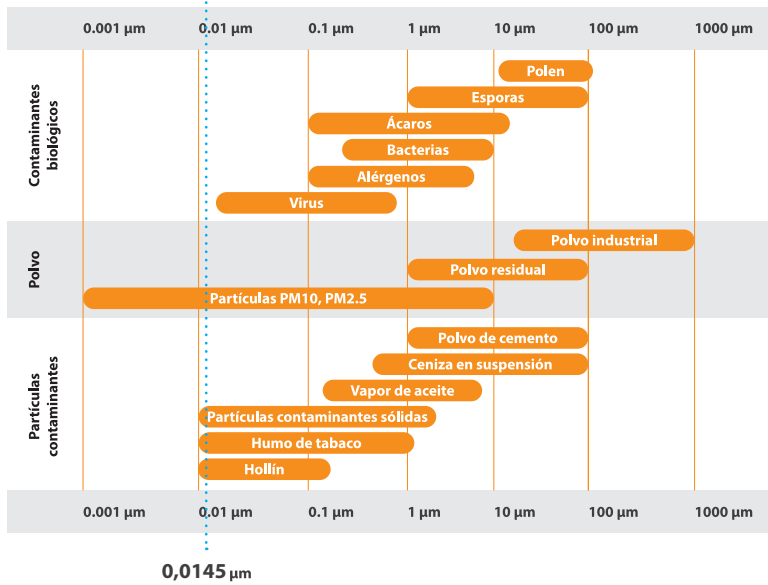 0.001 µm 0.01 µm 0.1 µm 1 µm 10 µm 100 µm 1000 µm
Contaminantes
biológicos
Polen
Esporas
Ácaros
Bacterias
Alérgenos
Virus
Polvo
Polvo industrial
Polvo residual
Partículas PM10, PM2.5
Partículas
contaminantes
Polvo de cemento
Ceniza en suspensión
Vapor de aceite
Partículas contaminantes sólidas
Humo de tabaco
Hollín
0.001 µm 0.01 µm 0.1 µm 1 µm 10 µm 100 µm 1000 µm
0,0145 µm